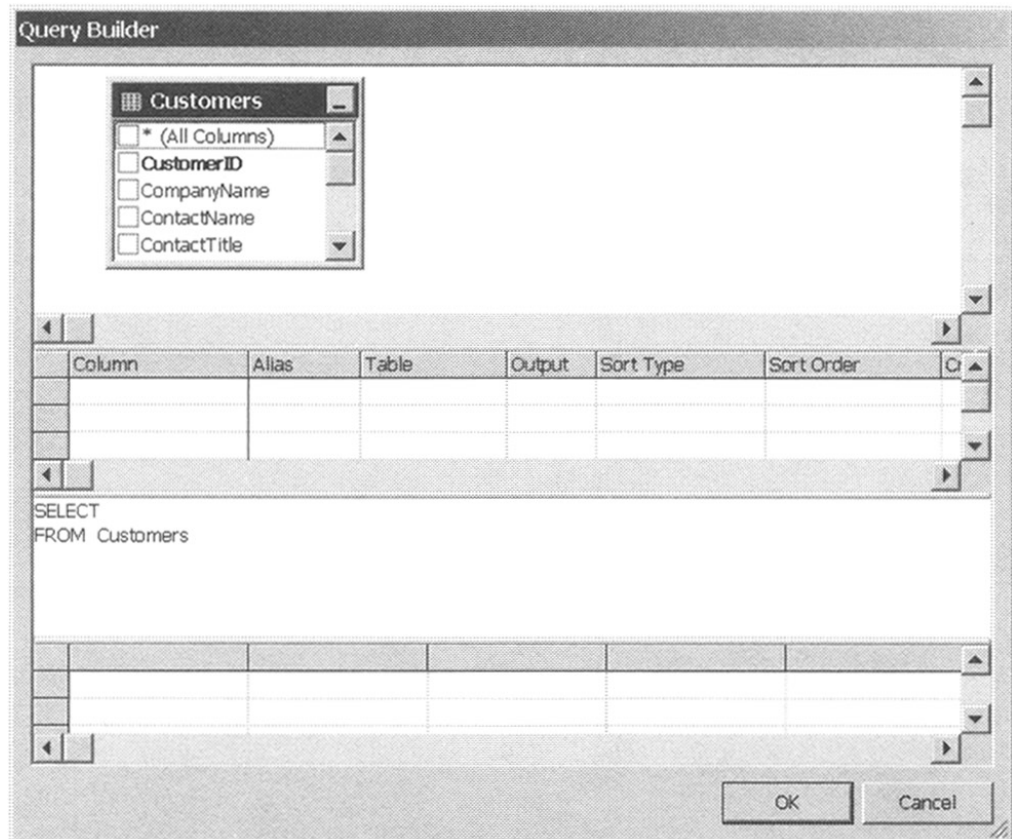 Query Builder
Customers
* (All Columns)
CustomerID
CompanyName
ContactName
ContactTitle
Column Alias Table Output Sort Type Sort Order Cr
SELECT
FROM Customers
OK Cancel